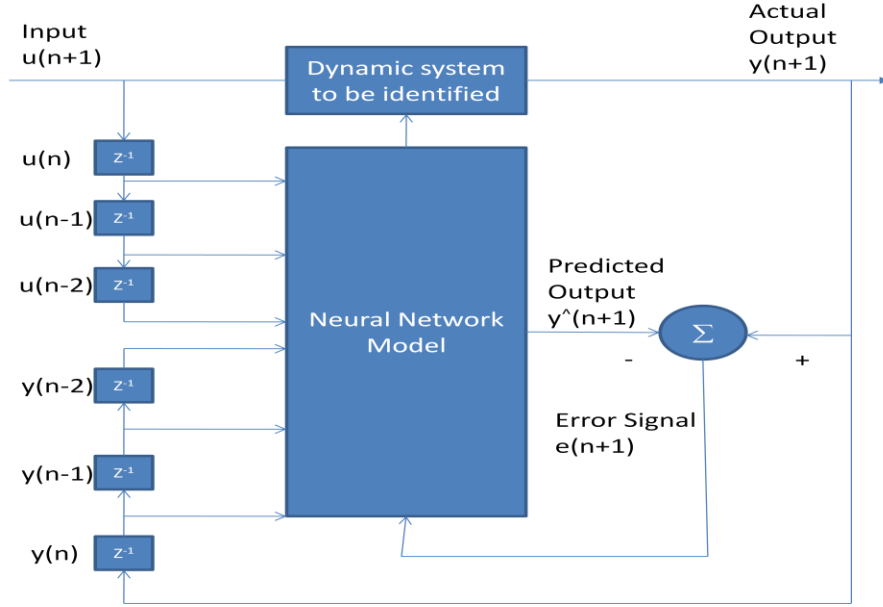 Input
u(n+1)
Dynamic system
to be identified
Actual
Output
y(n+1)
u(n)
z⁻¹
u(n-1)
z⁻¹
u(n-2)
z⁻¹
Neural Network
Model
Predicted
Output
y^(n+1)
Σ
-
+
y(n-2)
z⁻¹
Error Signal
e(n+1)
y(n-1)
z⁻¹
y(n)
z⁻¹